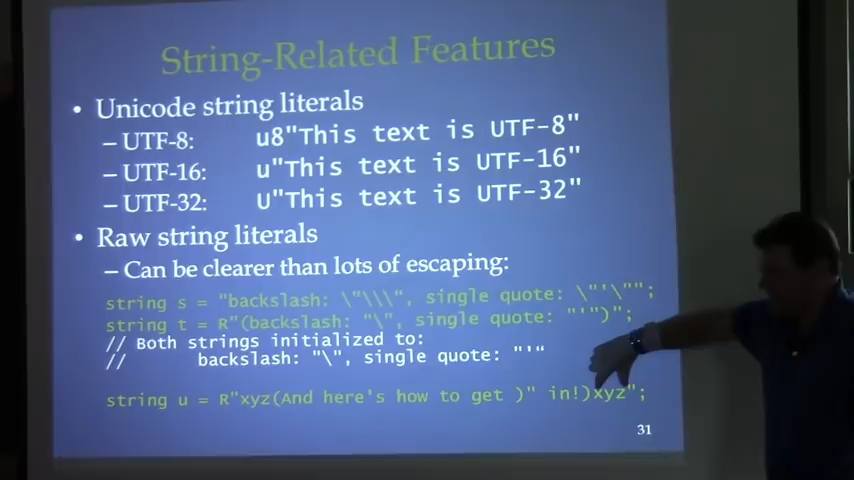 String-Related Features
• Unicode string literals
– UTF-8: u8"This text is UTF-8"
– UTF-16: u"This text is UTF-16"
– UTF-32: U"This text is UTF-32"
• Raw string literals
– Can be clearer than lots of escaping:
string s = "backslash: \"\\\", single quote: \"'\"";
string t = R"(backslash: "\", single quote: "'")";
// Both strings initialized to:
// backslash: "\", single quote: "'"
string u = R"xyz(And here's how to get )" in!)xyz";
31